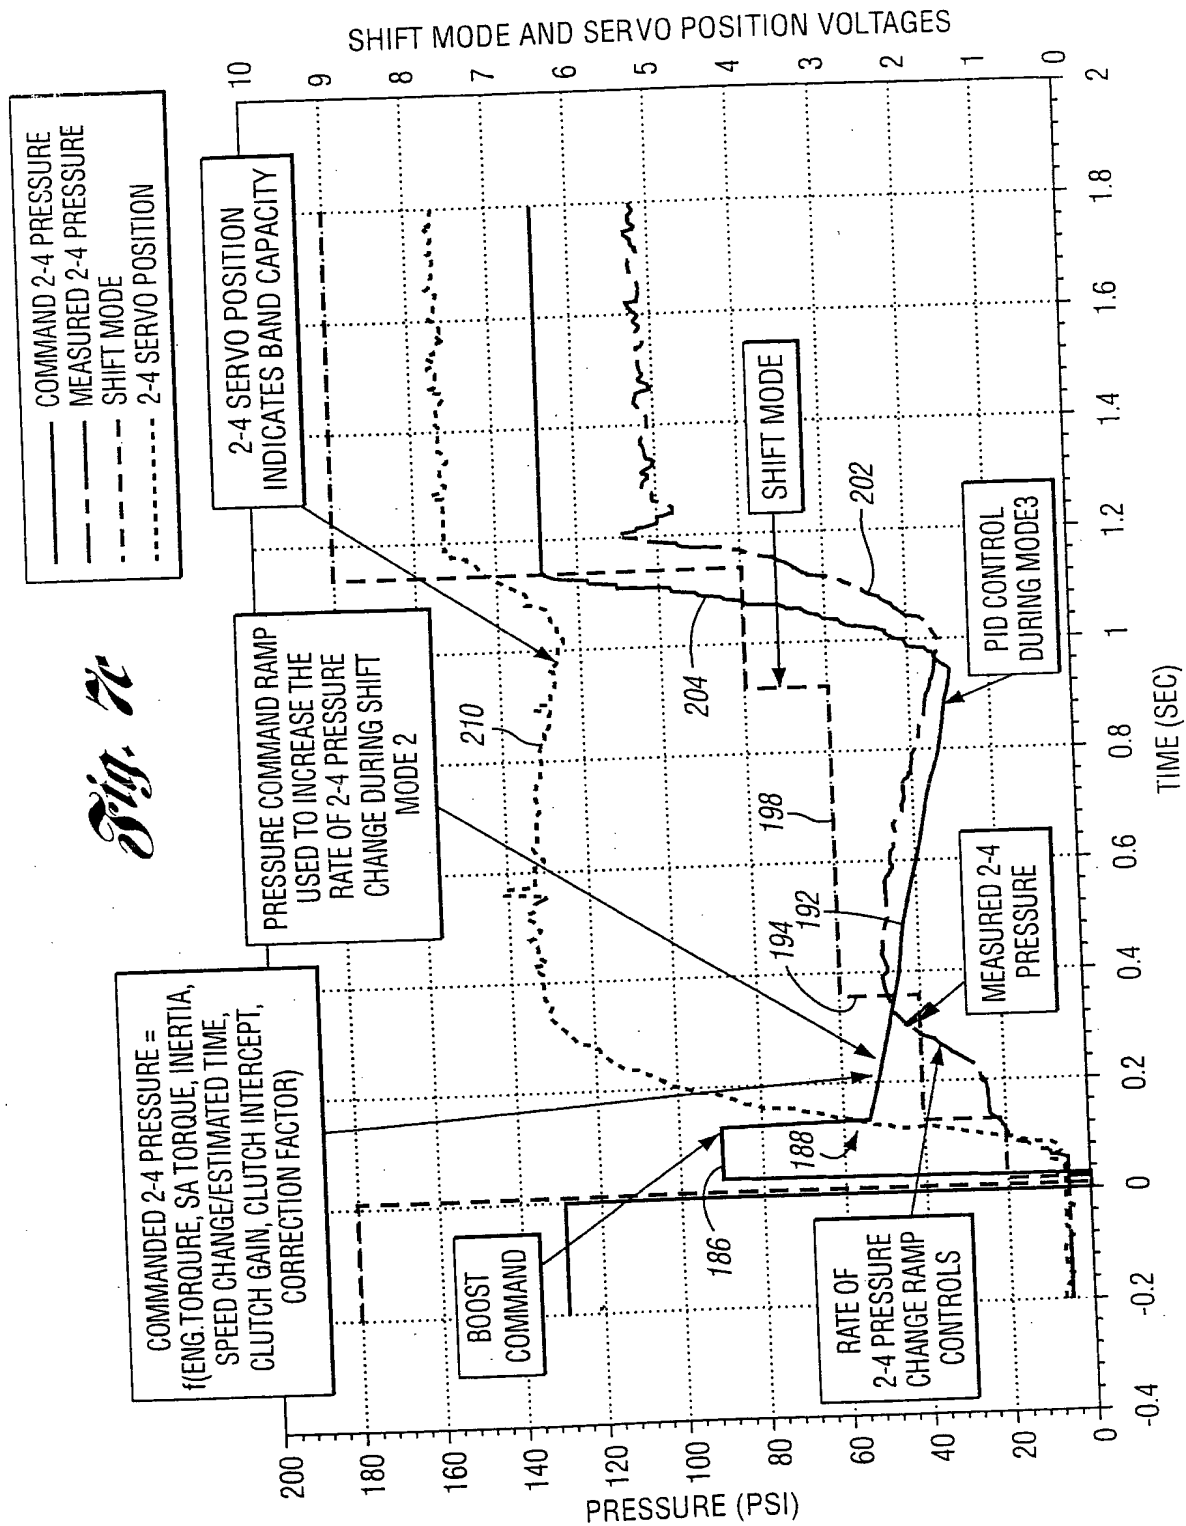 Fig. 7c
COMMAND 2-4 PRESSURE
MEASURED 2-4 PRESSURE
SHIFT MODE
2-4 SERVO POSITION
COMMANDED 2-4 PRESSURE =
f(ENG.TORQURE, SA TORQUE, INERTIA,
SPEED CHANGE/ESTIMATED TIME,
CLUTCH GAIN, CLUTCH INTERCEPT,
CORRECTION FACTOR)
PRESSURE COMMAND RAMP
USED TO INCREASE THE
RATE OF 2-4 PRESSURE
CHANGE DURING SHIFT
MODE 2
2-4 SERVO POSITION
INDICATES BAND CAPACITY
BOOST
COMMAND
186
188
210
194
192
198
204
202
SHIFT MODE
RATE OF
2-4 PRESSURE
CHANGE RAMP
CONTROLS
MEASURED 2-4
PRESSURE
PID CONTROL
DURING MODE3
PRESSURE (PSI)
200
180
160
140
120
100
80
60
40
20
0
-0.4
-0.2
0
0.2
0.4
0.6
0.8
1
1.2
1.4
1.6
1.8
2
TIME (SEC)
10
9
8
7
6
5
4
3
2
1
0
SHIFT MODE AND SERVO POSITION VOLTAGES